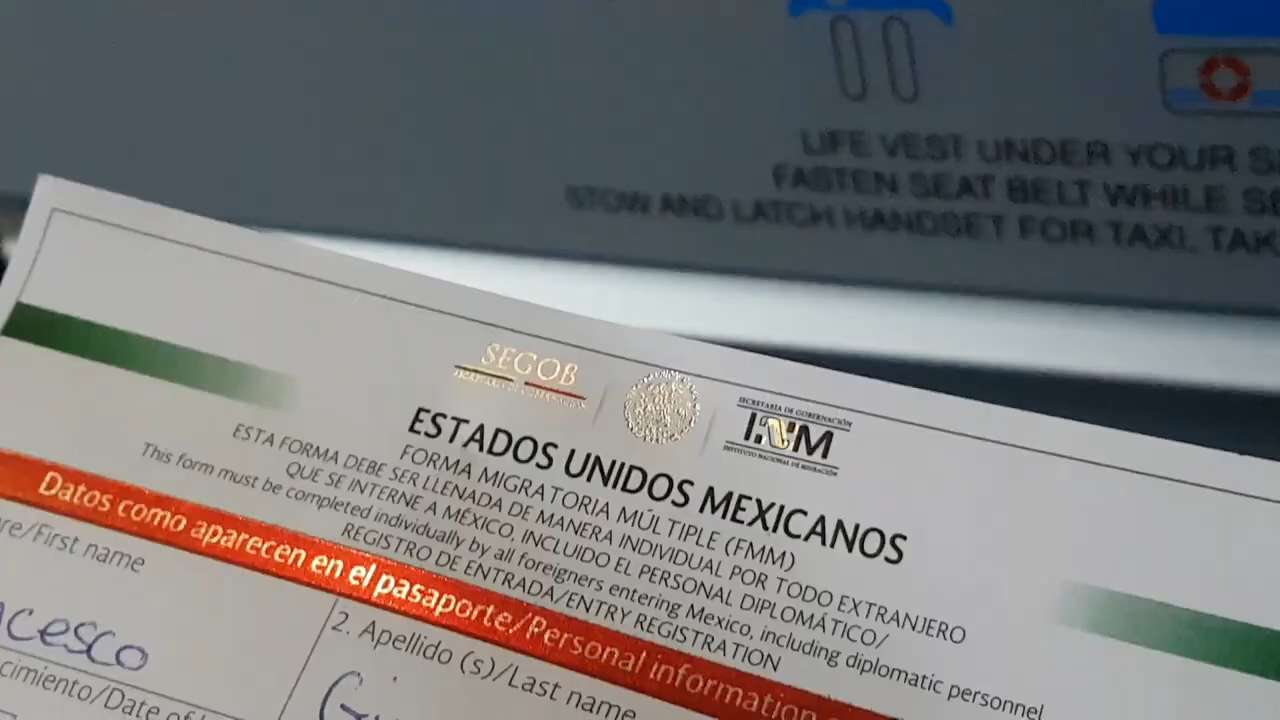 LIFE VEST UNDER YOUR
FASTEN SEAT BELT WHILE
STOW AND LATCH HANDSET FOR TAXI,
SEGOB
SECRETARÍA DE GOBERNACIÓN
INM
INSTITUTO NACIONAL DE MIGRACIÓN
ESTADOS UNIDOS MEXICANOS
FORMA MIGRATORIA MÚLTIPLE (FMM)
ESTA FORMA DEBE SER LLENADA DE MANERA INDIVIDUAL POR TODO EXTRANJERO
QUE SE INTERNE A MÉXICO, INCLUIDO EL PERSONAL DIPLOMÁTICO/
This form must be completed individually by all foreigners entering Mexico, including diplomatic personnel
REGISTRO DE ENTRADA/ENTRY REGISTRATION
Datos como aparecen en el pasaporte/Personal information
re/First name
cesco
2. Apellido (s)/Last name
cimiento/Date of